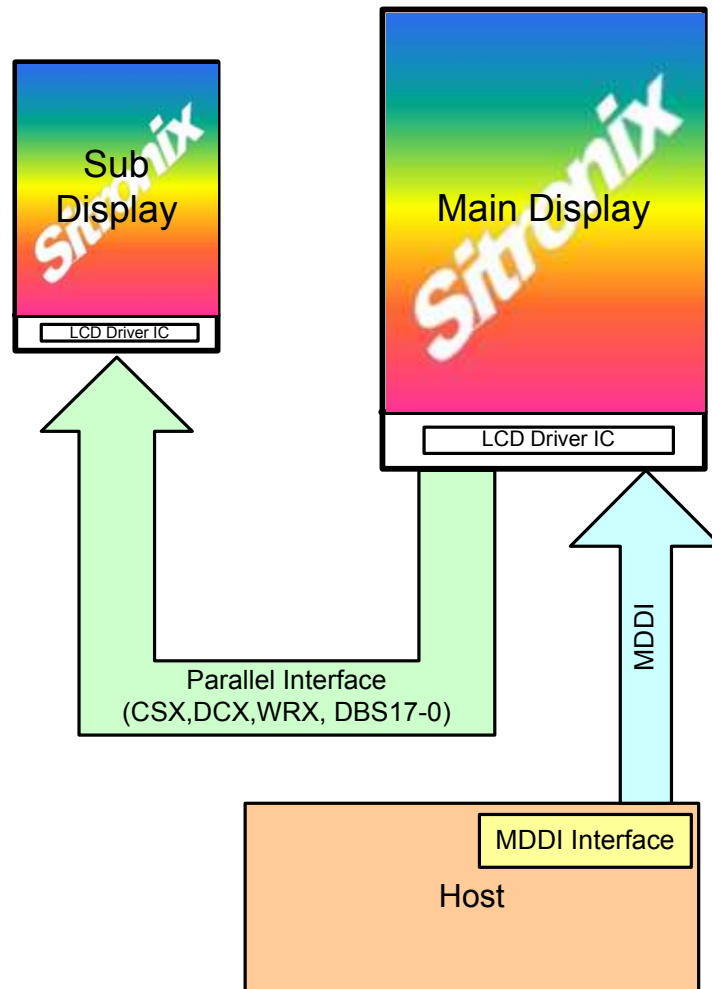 Sitronix
Sub
Display
LCD Driver IC
Sitronix
Main Display
LCD Driver IC
MDDI
Parallel Interface
(CSX,DCX,WRX, DBS17-0)
MDDI Interface
Host